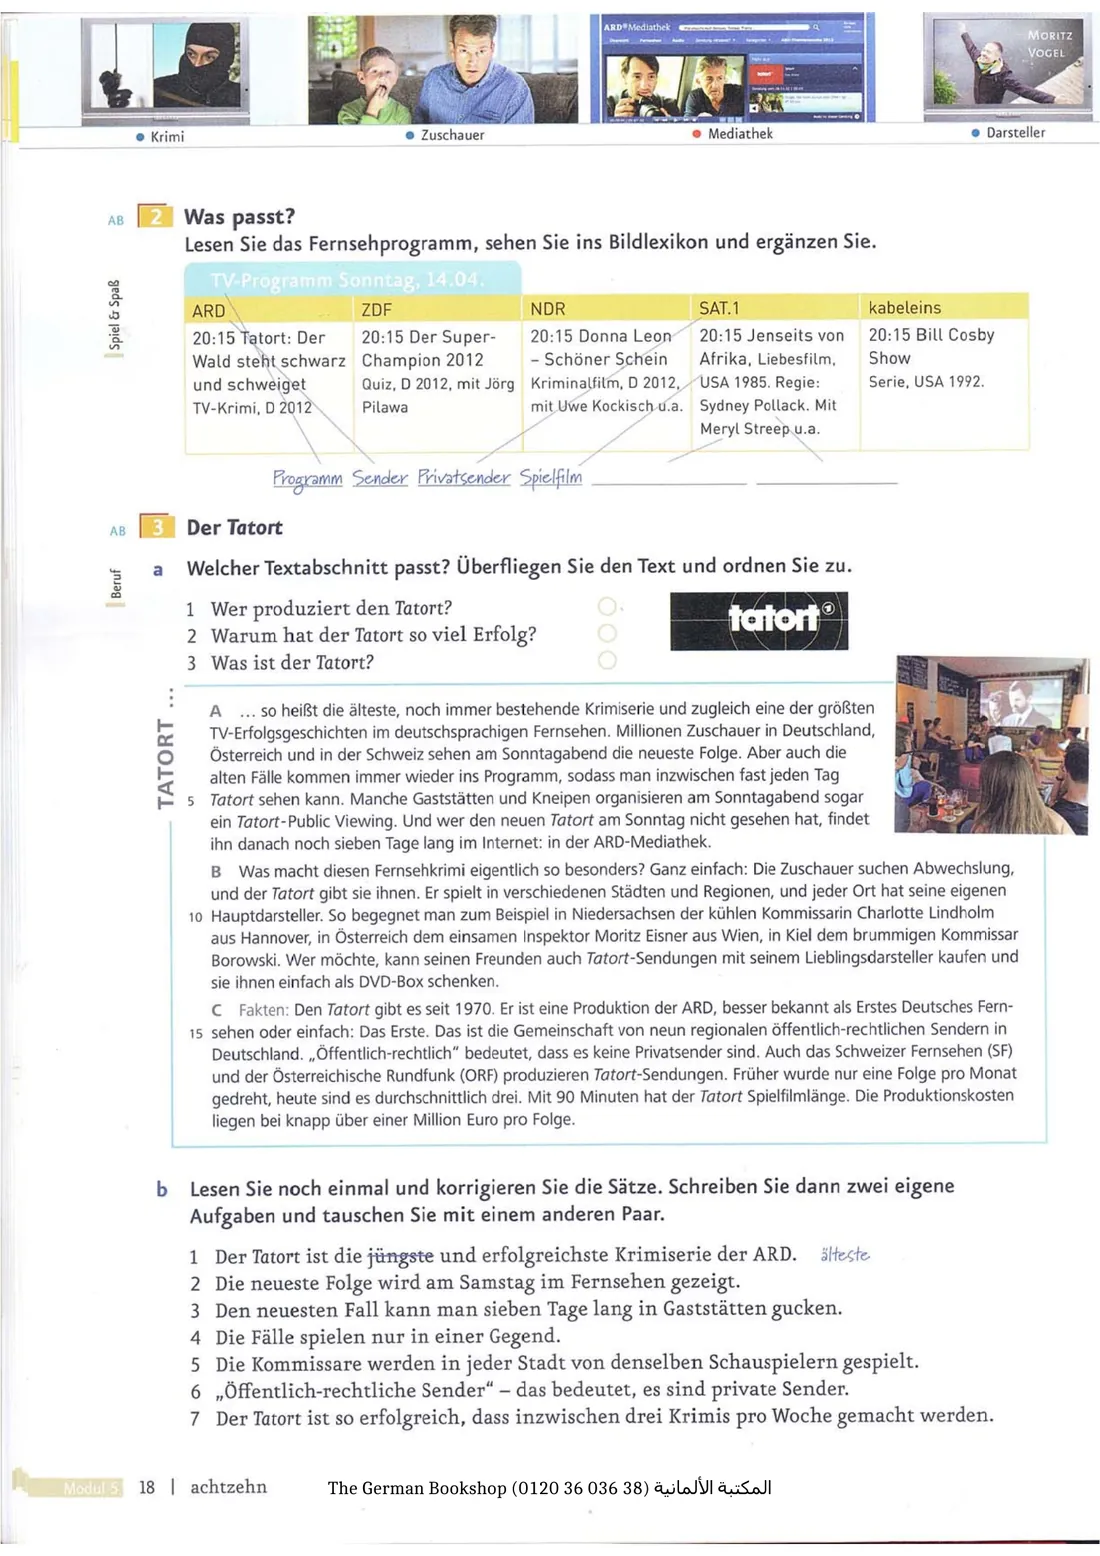 ARD Mediathek
MORITZ
VOGEL
Krimi
Zuschauer
Mediathek
Darsteller
AB 2 Was passt?
Lesen Sie das Fernsehprogramm, sehen Sie ins Bildlexikon und ergänzen Sie.
Spiel & Spaß
TV-Programm Sonntag, 14.04.
ARD
20:15 Tatort: Der
Wald steht schwarz
und schweiget
TV-Krimi, D 2012
ZDF
20:15 Der Super-
Champion 2012
Quiz, D 2012, mit Jörg
Pilawa
NDR
20:15 Donna Leon
– Schöner Schein
Kriminalfilm, D 2012,
mit Uwe Kockisch u.a.
SAT.1
20:15 Jenseits von
Afrika, Liebesfilm,
USA 1985. Regie:
Sydney Pollack. Mit
Meryl Streep u.a.
kabeleins
20:15 Bill Cosby
Show
Serie, USA 1992.
Programm Sender Privatsender Spielfilm
AB 3 Der Tatort
Beruf
a Welcher Textabschnitt passt? Überfliegen Sie den Text und ordnen Sie zu.
1 Wer produziert den Tatort?
2 Warum hat der Tatort so viel Erfolg?
3 Was ist der Tatort?
tatort
TATORT ...
A ... so heißt die älteste, noch immer bestehende Krimiserie und zugleich eine der größten
TV-Erfolgsgeschichten im deutschsprachigen Fernsehen. Millionen Zuschauer in Deutschland,
Österreich und in der Schweiz sehen am Sonntagabend die neueste Folge. Aber auch die
alten Fälle kommen immer wieder ins Programm, sodass man inzwischen fast jeden Tag
5 Tatort sehen kann. Manche Gaststätten und Kneipen organisieren am Sonntagabend sogar
ein Tatort-Public Viewing. Und wer den neuen Tatort am Sonntag nicht gesehen hat, findet
ihn danach noch sieben Tage lang im Internet: in der ARD-Mediathek.
B Was macht diesen Fernsehkrimi eigentlich so besonders? Ganz einfach: Die Zuschauer suchen Abwechslung,
und der Tatort gibt sie ihnen. Er spielt in verschiedenen Städten und Regionen, und jeder Ort hat seine eigenen
10 Hauptdarsteller. So begegnet man zum Beispiel in Niedersachsen der kühlen Kommissarin Charlotte Lindholm
aus Hannover, in Österreich dem einsamen Inspektor Moritz Eisner aus Wien, in Kiel dem brummigen Kommissar
Borowski. Wer möchte, kann seinen Freunden auch Tatort-Sendungen mit seinem Lieblingsdarsteller kaufen und
sie ihnen einfach als DVD-Box schenken.
C Fakten: Den Tatort gibt es seit 1970. Er ist eine Produktion der ARD, besser bekannt als Erstes Deutsches Fern-
15 sehen oder einfach: Das Erste. Das ist die Gemeinschaft von neun regionalen öffentlich-rechtlichen Sendern in
Deutschland. „Öffentlich-rechtlich“ bedeutet, dass es keine Privatsender sind. Auch das Schweizer Fernsehen (SF)
und der Österreichische Rundfunk (ORF) produzieren Tatort-Sendungen. Früher wurde nur eine Folge pro Monat
gedreht, heute sind es durchschnittlich drei. Mit 90 Minuten hat der Tatort Spielfilmlänge. Die Produktionskosten
liegen bei knapp über einer Million Euro pro Folge.
b Lesen Sie noch einmal und korrigieren Sie die Sätze. Schreiben Sie dann zwei eigene
Aufgaben und tauschen Sie mit einem anderen Paar.
1 Der Tatort ist die jüngste und erfolgreichste Krimiserie der ARD. älteste
2 Die neueste Folge wird am Samstag im Fernsehen gezeigt.
3 Den neuesten Fall kann man sieben Tage lang in Gaststätten gucken.
4 Die Fälle spielen nur in einer Gegend.
5 Die Kommissare werden in jeder Stadt von denselben Schauspielern gespielt.
6 „Öffentlich-rechtliche Sender“ – das bedeutet, es sind private Sender.
7 Der Tatort ist so erfolgreich, dass inzwischen drei Krimis pro Woche gemacht werden.
Modul 5 18 | achtzehn
The German Bookshop (0120 36 036 38) المكتبة الألمانية